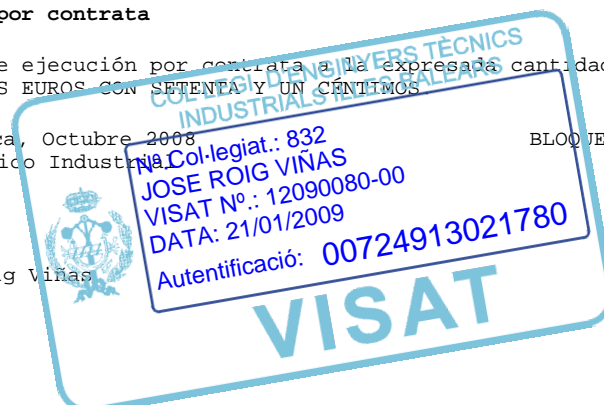 por contrata
e ejecución por contrata a la expresada cantidad
S EUROS CON SETENTA Y UN CÉNTIMOS.
ca, Octubre 2008 BLOQUE
ico Industrial
g Viñas
COL·LEGI D'ENGINYERS TÈCNICS
INDUSTRIALS ILLES BALEARS
Nº Col·legiat.: 832
JOSE ROIG VIÑAS
VISAT Nº.: 12090080-00
DATA: 21/01/2009
Autentificació: 00724913021780
VISAT